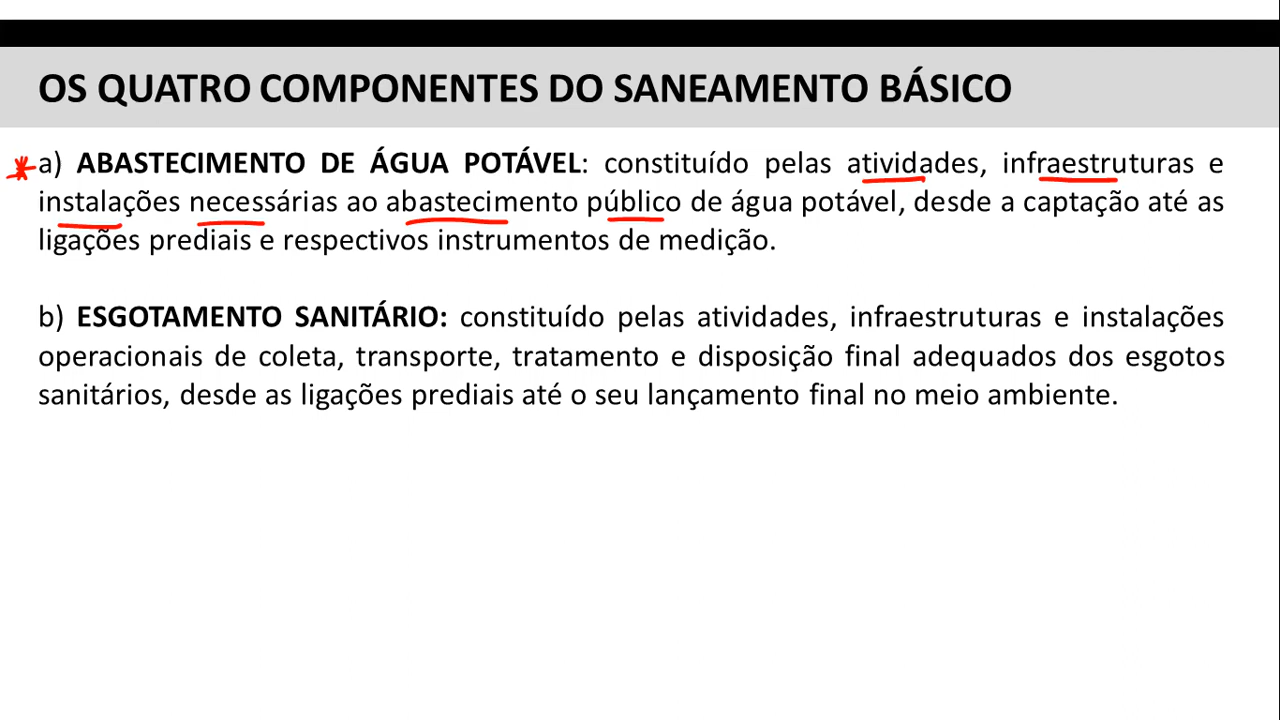 OS QUATRO COMPONENTES DO SANEAMENTO BÁSICO
a) ABASTECIMENTO DE ÁGUA POTÁVEL: constituído pelas atividades, infraestruturas e
instalações necessárias ao abastecimento público de água potável, desde a captação até as
ligações prediais e respectivos instrumentos de medição.
b) ESGOTAMENTO SANITÁRIO: constituído pelas atividades, infraestruturas e instalações
operacionais de coleta, transporte, tratamento e disposição final adequados dos esgotos
sanitários, desde as ligações prediais até o seu lançamento final no meio ambiente.